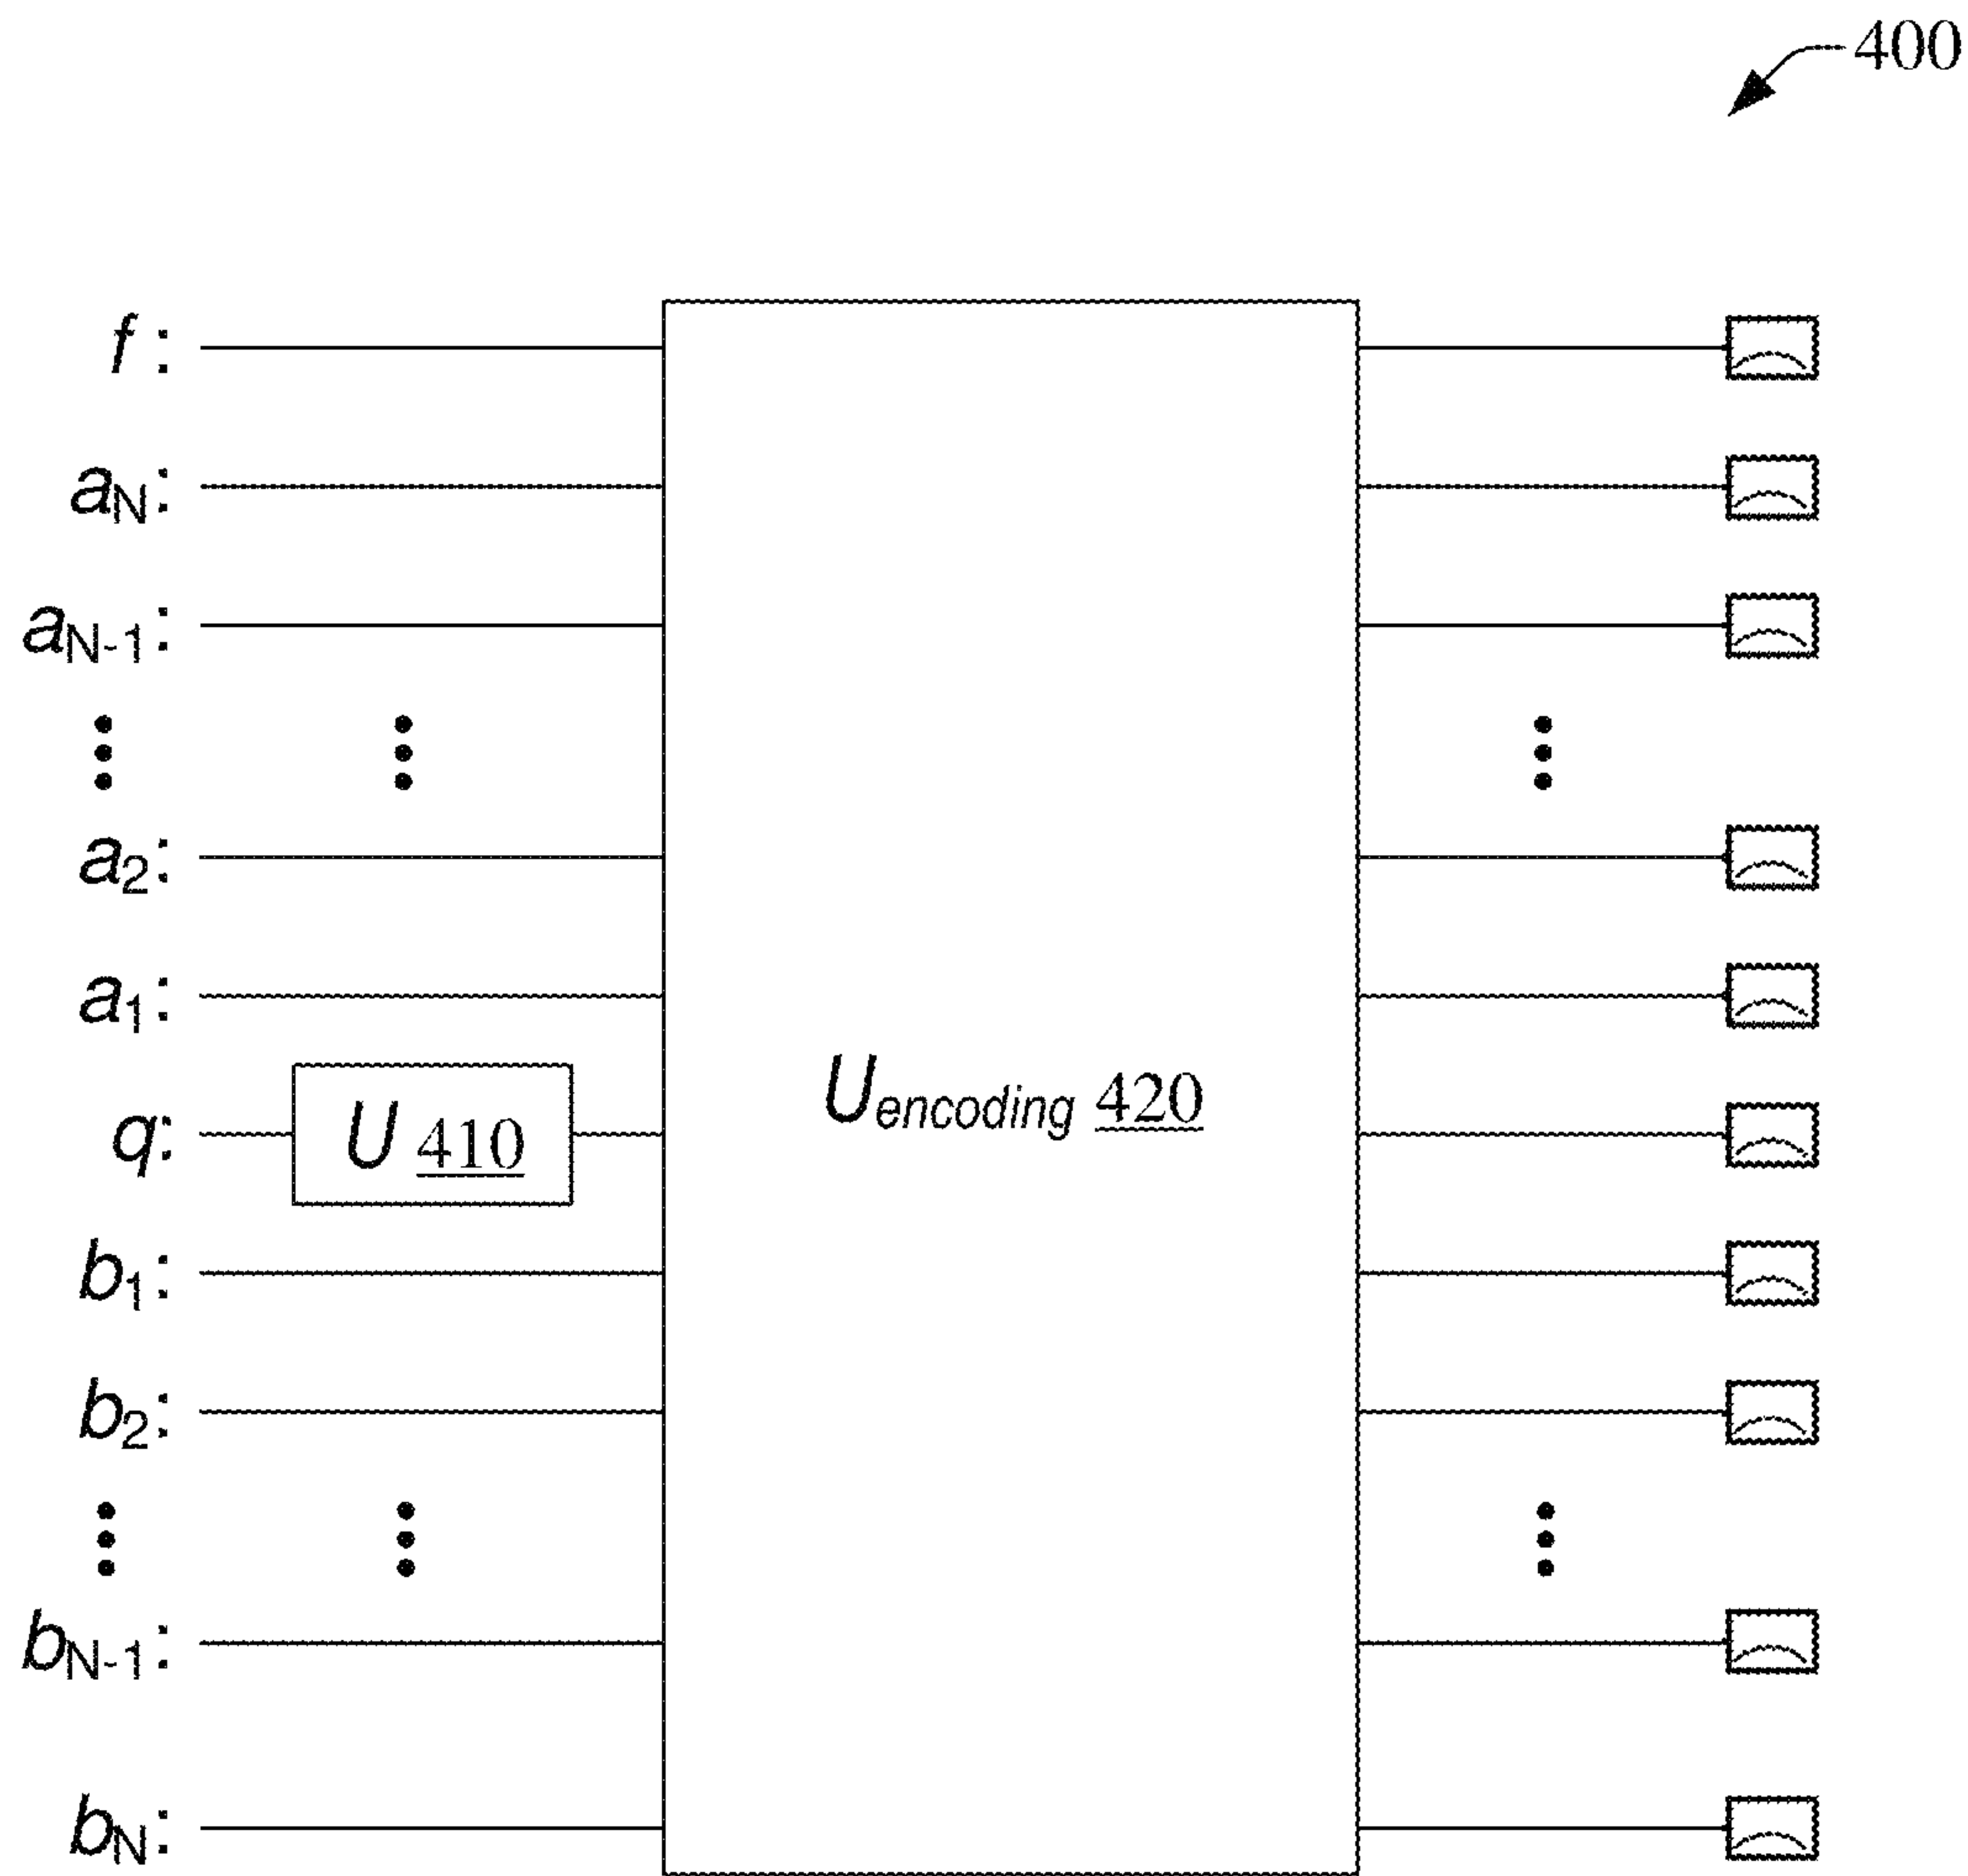 400
f:
aN:
aN-1:
a2:
a1:
q: U 410
Uencoding 420
b1:
b2:
bN-1:
bN: